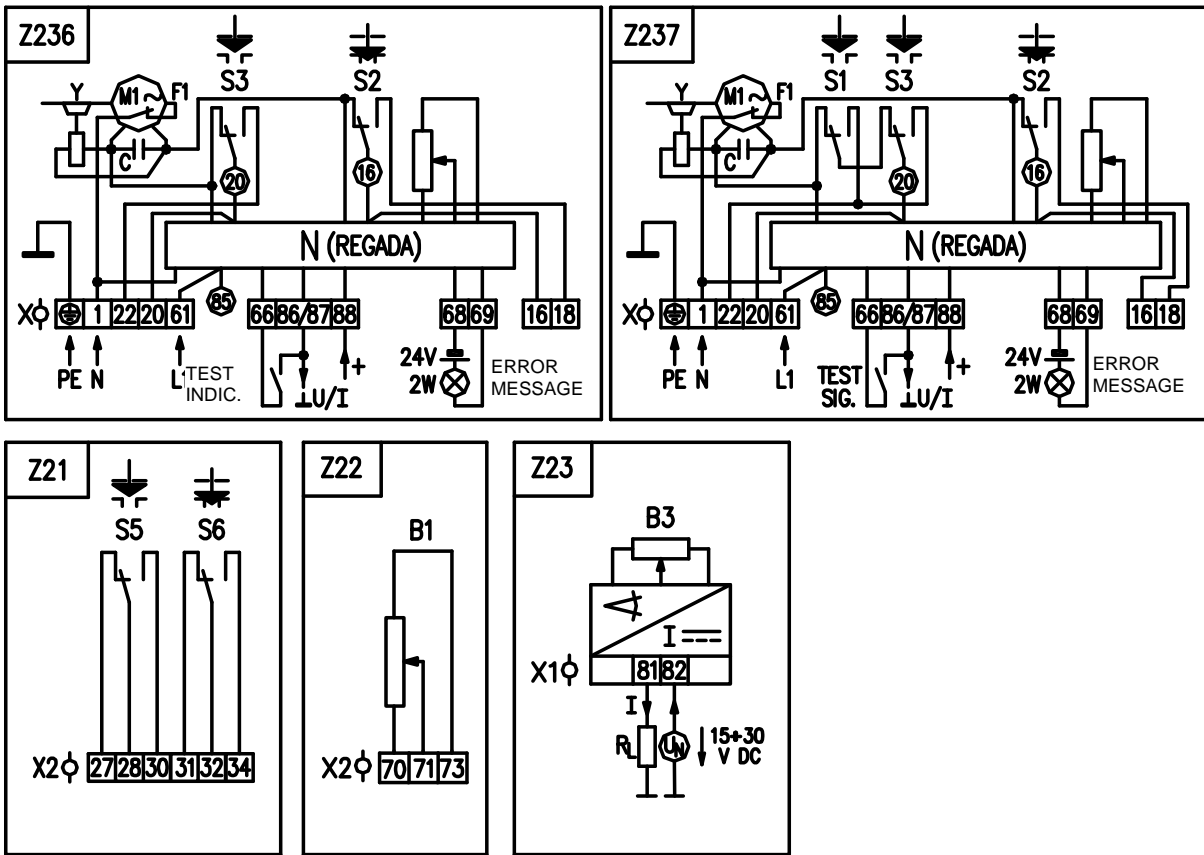 Z236
S3
S2
Y
M1 ~
F1
C
20
16
N (REGADA)
X
1 22 20 61
85
66 86/87 88
68 69
16 18
PE N
L1
TEST
INDIC.
⊥U/I
+
24V
2W
ERROR
MESSAGE
Z237
S1
S3
S2
Y
M1 ~
F1
C
20
16
N (REGADA)
X
1 22 20 61
85
66 86/87 88
68 69
16 18
PE N
L1
TEST
SIG.
⊥U/I
+
24V
2W
ERROR
MESSAGE
Z21
S5
S6
X2
27 28 30 31 32 34
Z22
B1
X2
70 71 73
Z23
B3
I
X1
81 82
I
RL
UN
15÷30
V DC